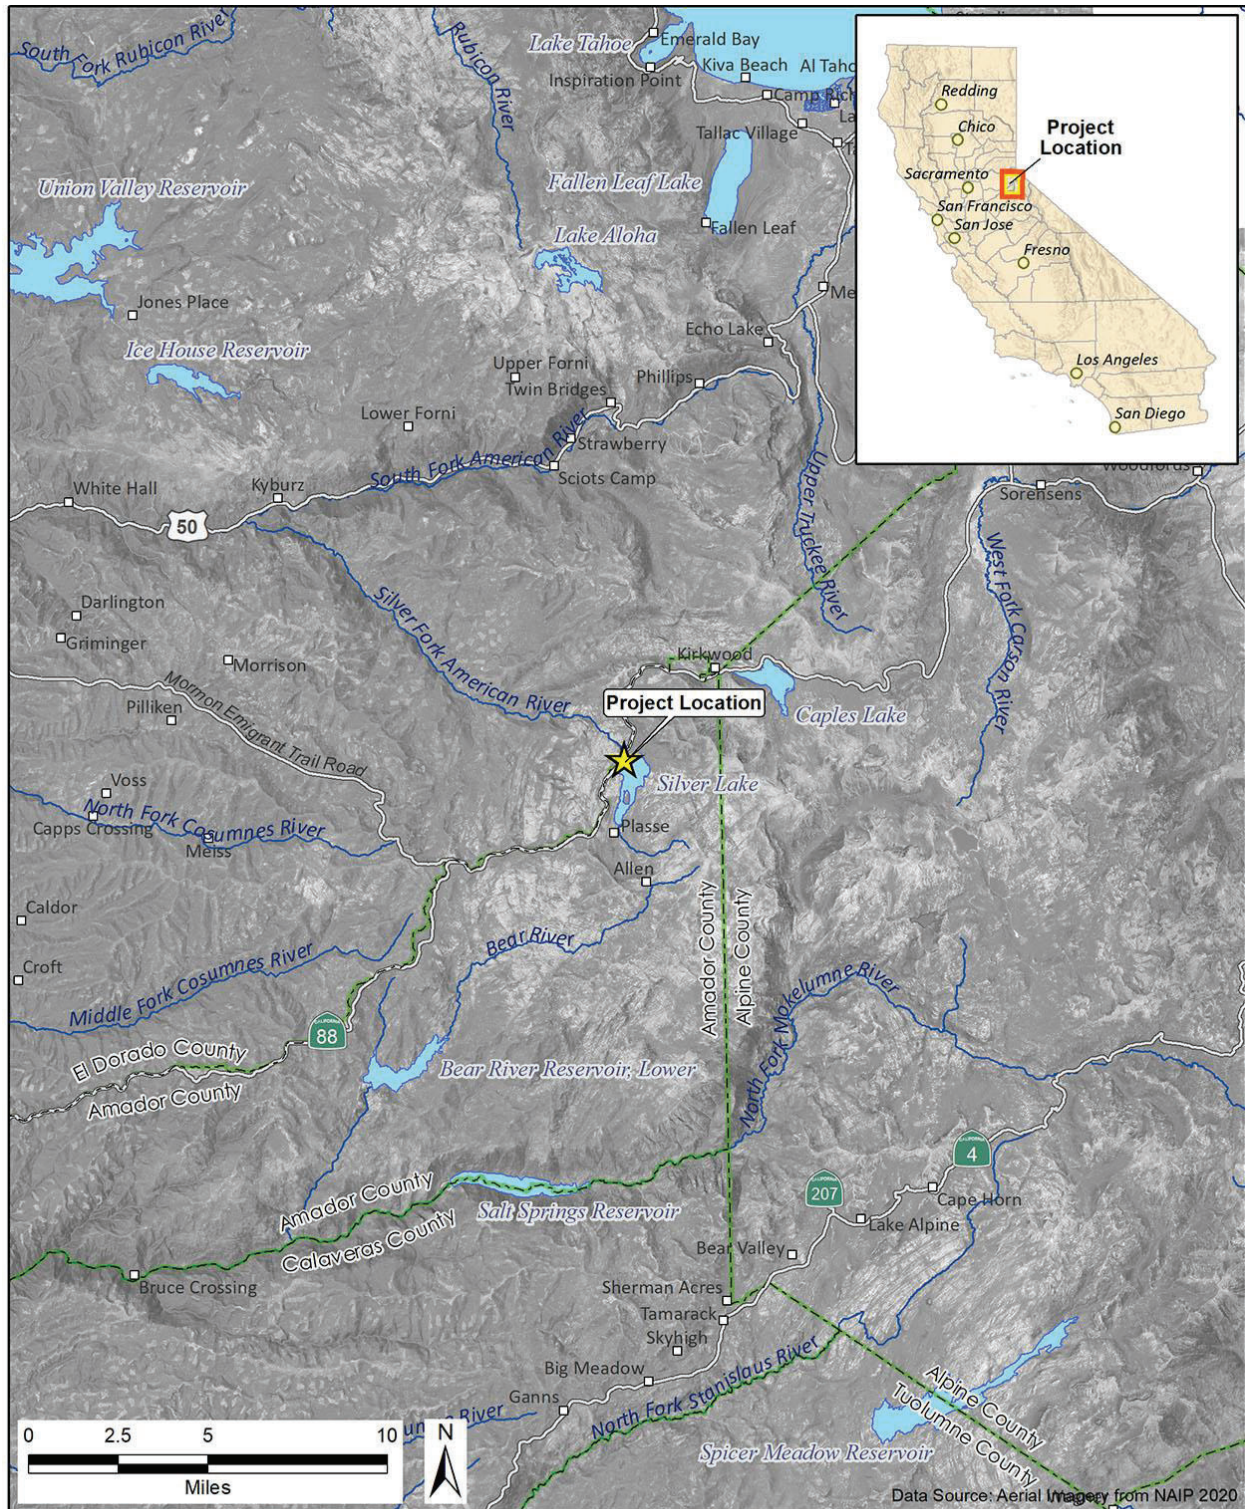 South Fork Rubicon River
Rubicon River
Lake Tahoe
Emerald Bay
Inspiration Point
Kiva Beach
Al Taho
Camp Rich
Tallac Village
Fallen Leaf Lake
Fallen Leaf
Union Valley Reservoir
Lake Aloha
Jones Place
Ice House Reservoir
Echo Lake
Upper Forni
Twin Bridges
Phillips
Lower Forni
Strawberry
South Fork American River
Sciots Camp
White Hall
Kyburz
50
Upper Truckee River
Woodfords
Sorensens
West Fork Carson River
Silver Fork American River
Darlington
Griminger
Morrison
Kirkwood
Mormon Emigrant Trail Road
Pilliken
Project Location
Caples Lake
Silver Lake
Voss
North Fork Cosumnes River
Capps Crossing
Meiss
Plasse
Allen
Caldor
Croft
Bear River
Middle Fork Cosumnes River
Amador County
Alpine County
North Fork Mokelumne River
CALIFORNIA
88
El Dorado County
Amador County
Bear River Reservoir, Lower
CALIFORNIA
4
CALIFORNIA
207
Cape Horn
Lake Alpine
Amador County
Calaveras County
Salt Springs Reservoir
Bear Valley
Bruce Crossing
Sherman Acres
Tamarack
Skyhigh
Big Meadow
Ganns
North Fork Stanislaus River
Alpine County
Tuolumne County
Spicer Meadow Reservoir
River
0
2.5
5
10
Miles
N
Data Source: Aerial Imagery from NAIP 2020
Redding
Chico
Project
Location
Sacramento
San Francisco
San Jose
Fresno
Los Angeles
San Diego